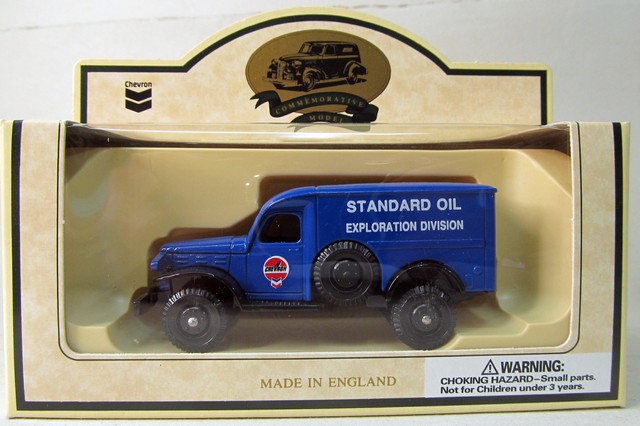 Chevron
COMMEMORATIVE
MODEL
STANDARD OIL
EXPLORATION DIVISION
CHEVRON
MADE IN ENGLAND
WARNING:
CHOKING HAZARD–Small parts.
Not for Children under 3 years.